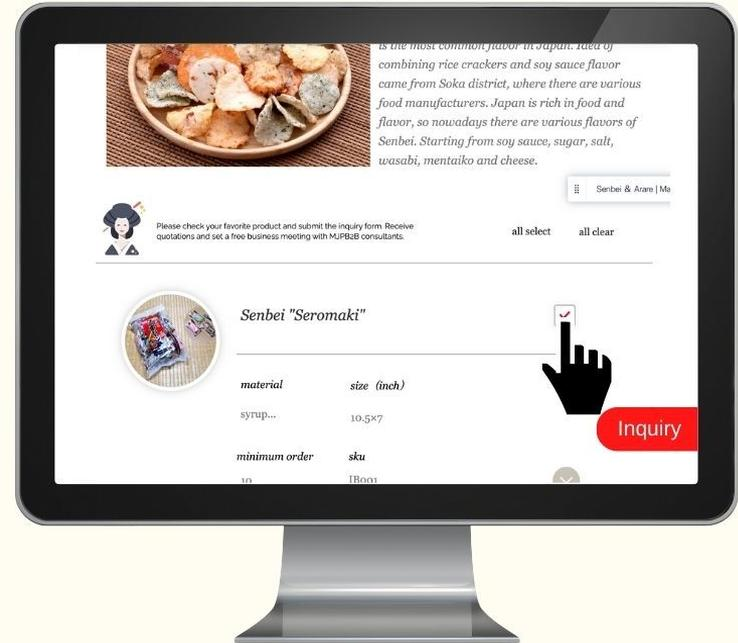 is the most common flavor in Japan. Idea of
combining rice crackers and soy sauce flavor
came from Soka district, where there are various
food manufacturers. Japan is rich in food and
flavor, so nowadays there are various flavors of
Senbei. Starting from soy sauce, sugar, salt,
wasabi, mentaiko and cheese.
Senbei & Arare | Ma
Please check your favorite product and submit the inquiry form. Receive
quotations and set a free business meeting with MJPB2B consultants.
all select all clear
Senbei "Seromaki"
material size (inch)
syrup... 10.5×7
Inquiry
minimum order sku
10 IB001